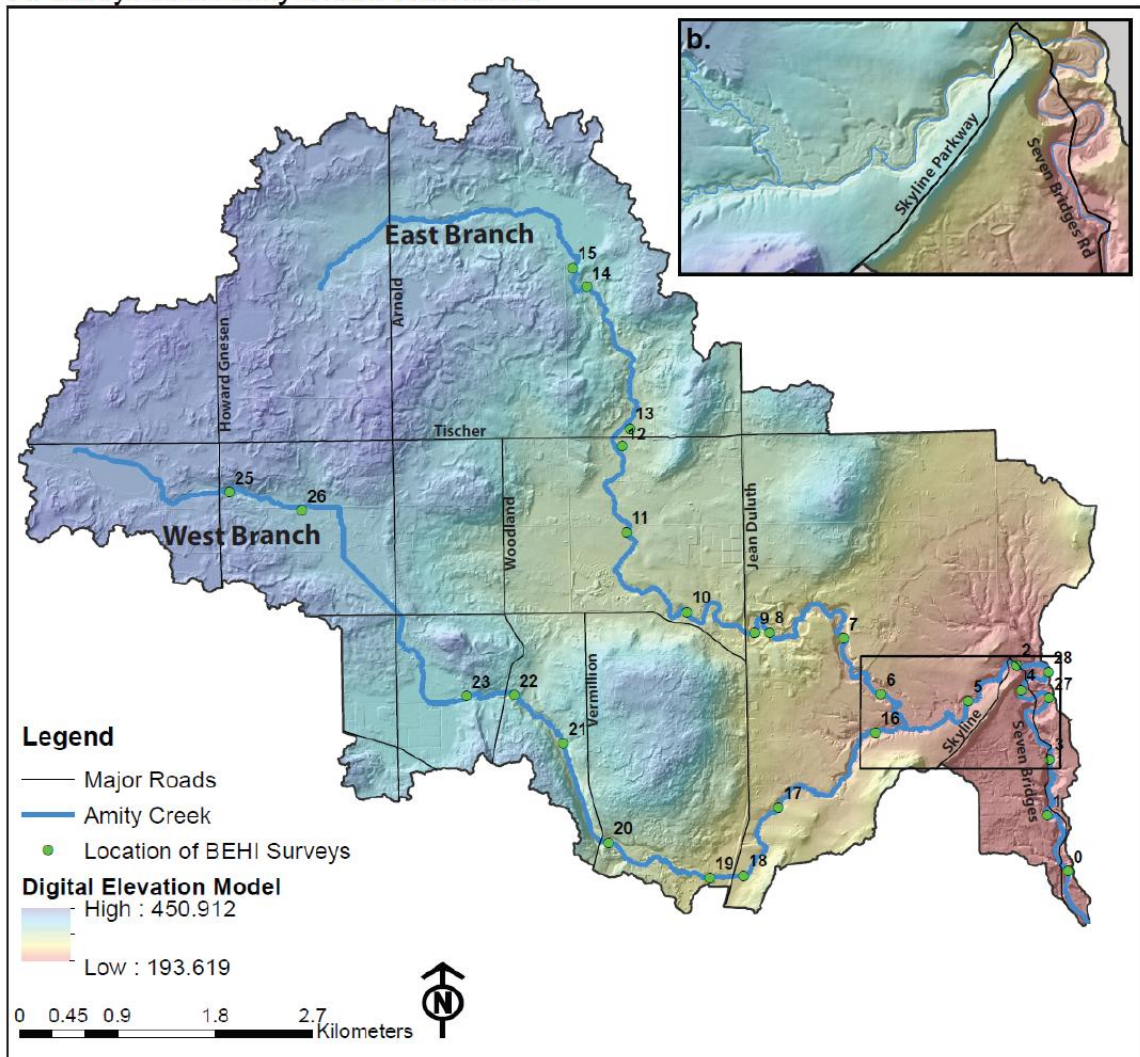 b.
Skyline Parkway
Seven Bridges Rd
East Branch
15
14
Howard Gnesen
Arnold
13
Tischer
12
25
26
West Branch
Woodland
11
Jean Duluth
10
9
8
7
2
28
4
27
5
6
16
Skyline
3
Seven Bridges
1
0
23
22
Vermillion
21
17
20
19
18
Legend
Major Roads
Amity Creek
Location of BEHI Surveys
Digital Elevation Model
High : 450.912
Low : 193.619
N
0 0.45 0.9 1.8 2.7
Kilometers